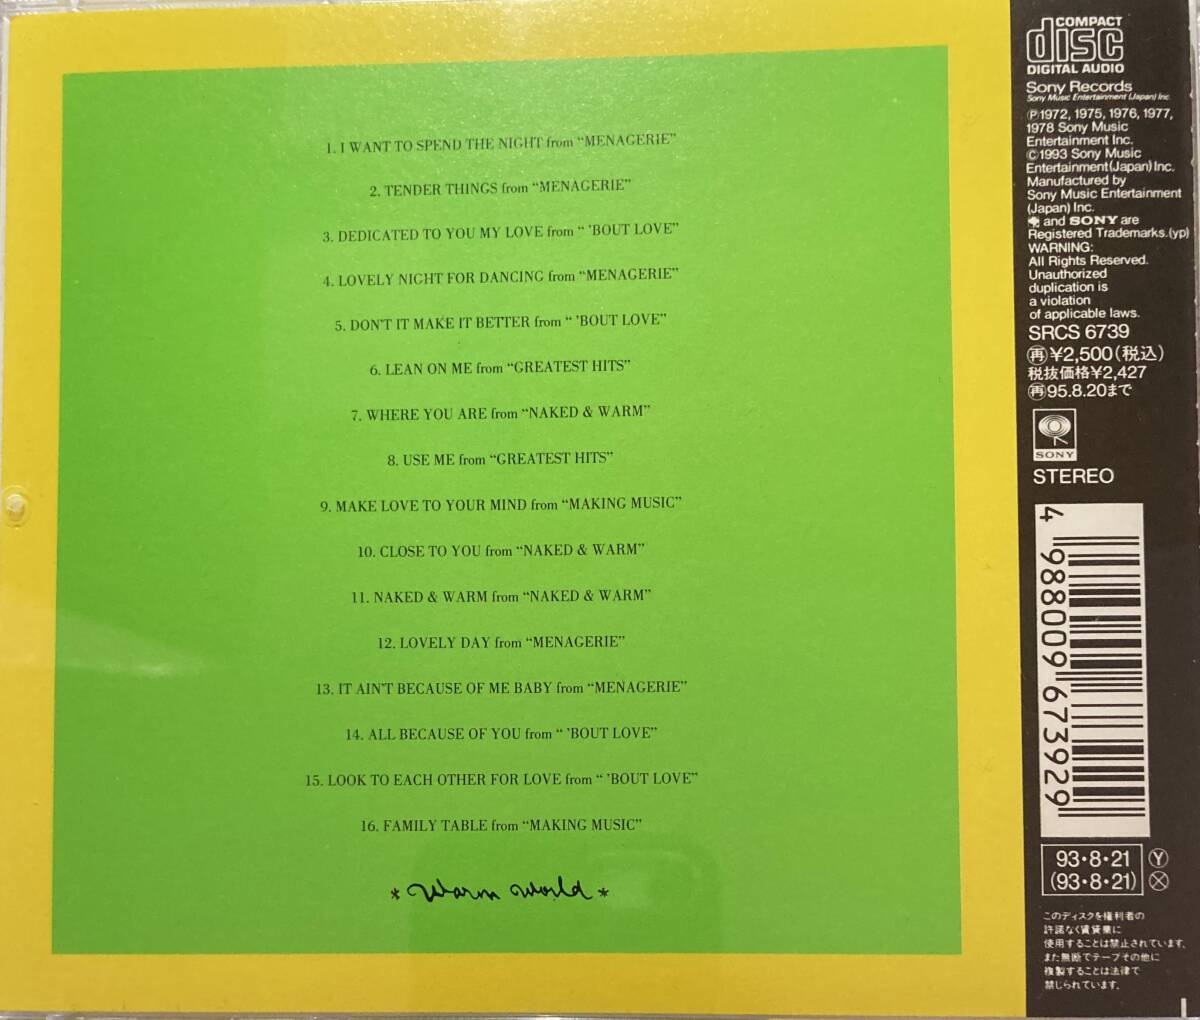 1. I WANT TO SPEND THE NIGHT from “MENAGERIE”
2. TENDER THINGS from “MENAGERIE”
3. DEDICATED TO YOU MY LOVE from “ ’BOUT LOVE”
4. LOVELY NIGHT FOR DANCING from “MENAGERIE”
5. DON'T IT MAKE IT BETTER from “ ’BOUT LOVE”
6. LEAN ON ME from “GREATEST HITS”
7. WHERE YOU ARE from “NAKED & WARM”
8. USE ME from “GREATEST HITS”
9. MAKE LOVE TO YOUR MIND from “MAKING MUSIC”
10. CLOSE TO YOU from “NAKED & WARM”
11. NAKED & WARM from “NAKED & WARM”
12. LOVELY DAY from “MENAGERIE”
13. IT AIN'T BECAUSE OF ME BABY from “MENAGERIE”
14. ALL BECAUSE OF YOU from “ ’BOUT LOVE”
15. LOOK TO EACH OTHER FOR LOVE from “ ’BOUT LOVE”
16. FAMILY TABLE from “MAKING MUSIC”
* Warm World *
COMPACT
disc
DIGITAL AUDIO
Sony Records
Sony Music Entertainment (Japan) Inc.
Ⓟ1972, 1975, 1976, 1977,
1978 Sony Music
Entertainment Inc.
©1993 Sony Music
Entertainment(Japan)Inc.
Manufactured by
Sony Music Entertainment
(Japan) Inc.
and SONY are
Registered Trademarks.(yp)
WARNING:
All Rights Reserved.
Unauthorized
duplication is
a violation
of applicable laws.
SRCS 6739
再¥2,500(税込)
税抜価格¥2,427
再95.8.20まで
SONY
STEREO
4 988009 673929
93・8・21 Ⓨ
(93・8・21) Ⓧ
このディスクを権利者の
許諾なく賃貸業に
使用することは禁止されています。
また無断でテープその他に
複製することは法律で
禁じられています。